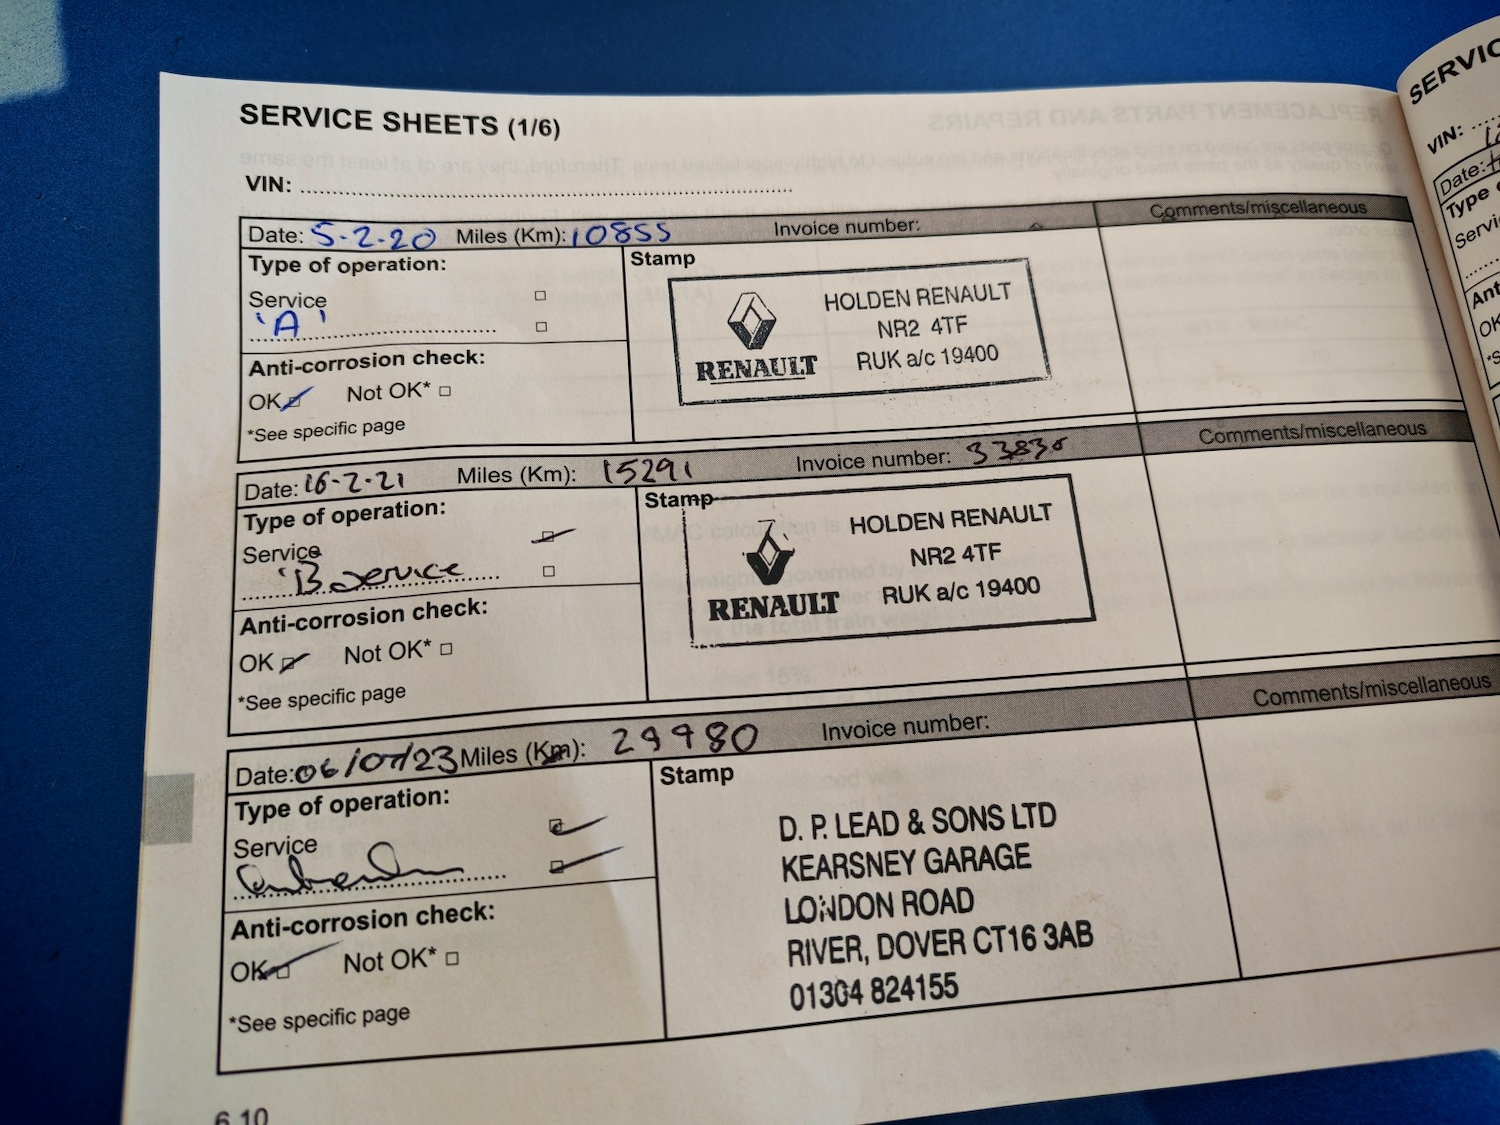 SERVICE SHEETS (1/6)
VIN:
Date: 5-2-20 Miles (Km): 10855 Invoice number: Comments/miscellaneous
Type of operation:
Service
'A'
Anti-corrosion check:
OK Not OK*
*See specific page
Stamp
RENAULT
HOLDEN RENAULT
NR2 4TF
RUK a/c 19400
Date: 16-2-21 Miles (Km): 15291 Invoice number: Comments/miscellaneous
Type of operation:
Service
'B service
Anti-corrosion check:
OK Not OK*
*See specific page
Stamp
RENAULT
HOLDEN RENAULT
NR2 4TF
RUK a/c 19400
Date: 06/07/23 Miles (Km): 29980 Invoice number: Comments/miscellaneous
Type of operation:
Service
Anti-corrosion check:
OK Not OK*
*See specific page
Stamp
D. P. LEAD & SONS LTD
KEARSNEY GARAGE
LONDON ROAD
RIVER, DOVER CT16 3AB
01304 824155
6.10
VIN:
Date:
Type